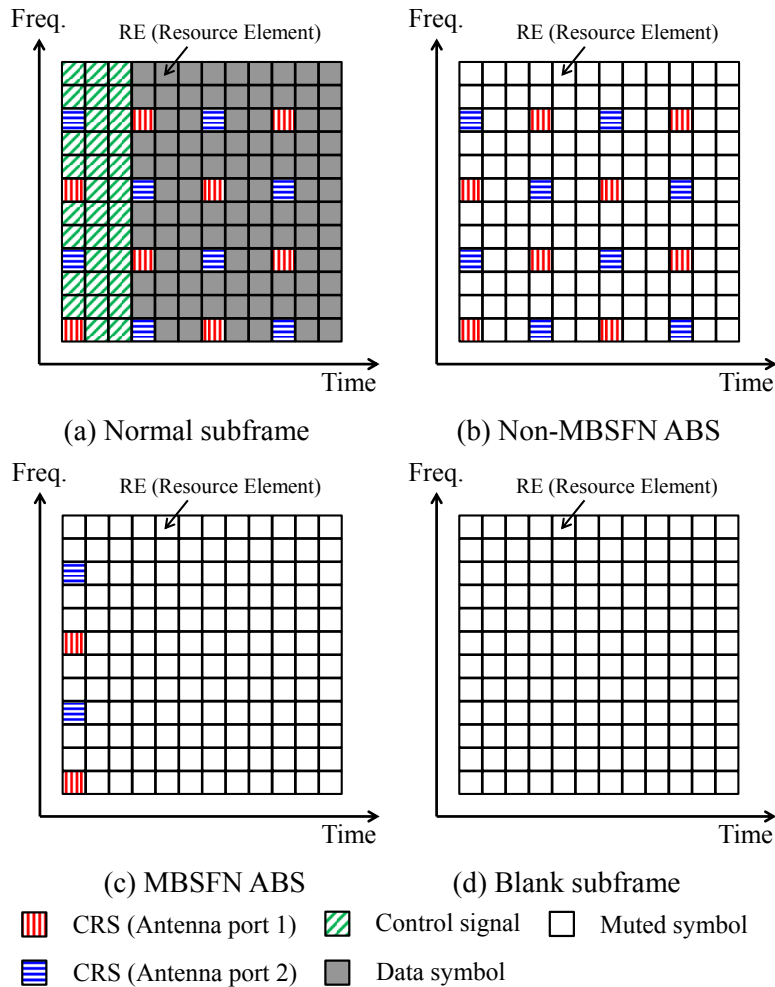 Freq.
RE (Resource Element)
Time
(a) Normal subframe
Freq.
RE (Resource Element)
Time
(b) Non-MBSFN ABS
Freq.
RE (Resource Element)
Time
(c) MBSFN ABS
Freq.
RE (Resource Element)
Time
(d) Blank subframe
CRS (Antenna port 1)
Control signal
Muted symbol
CRS (Antenna port 2)
Data symbol